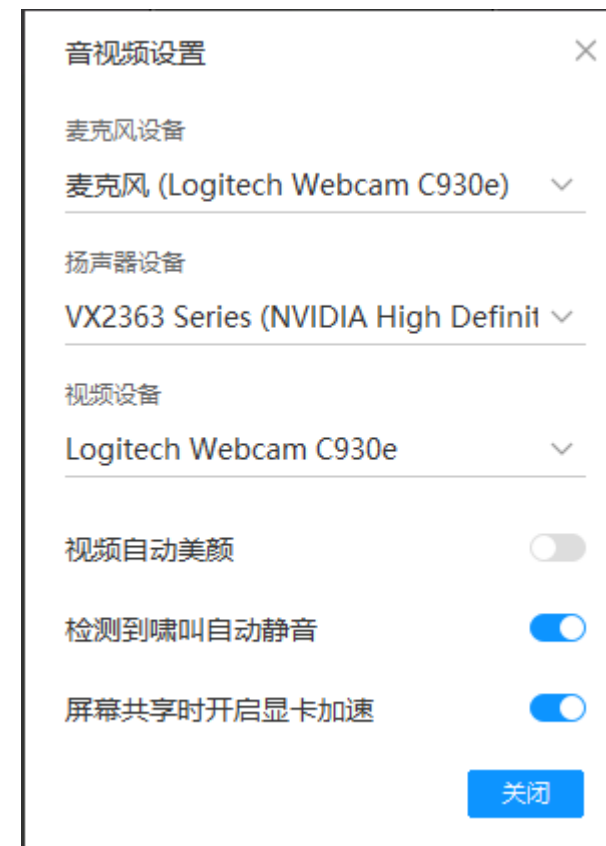 音视频设置
麦克风设备
麦克风 (Logitech Webcam C930e)
扬声器设备
VX2363 Series (NVIDIA High Definit
视频设备
Logitech Webcam C930e
视频自动美颜
检测到啸叫自动静音
屏幕共享时开启显卡加速
关闭